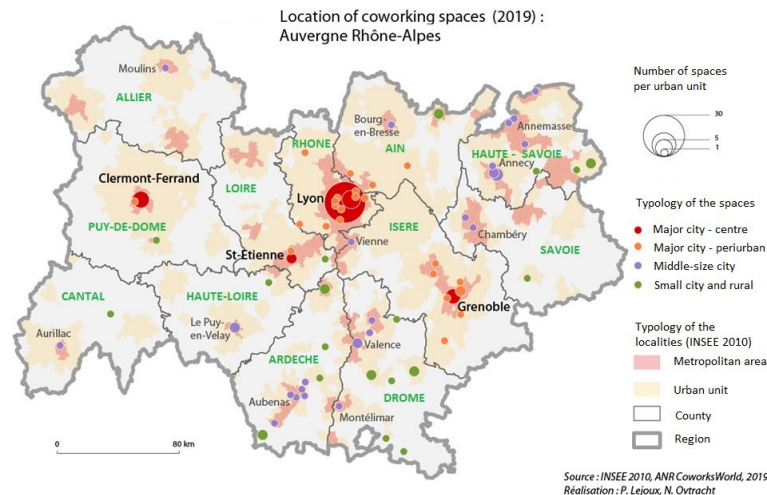 Location of coworking spaces (2019) :
Auvergne Rhône-Alpes
Moulins
ALLIER
Clermont-Ferrand
PUY-DE-DOME
CANTAL
Aurillac
HAUTE-LOIRE
Le Puy-
en-Velay
LOIRE
RHONE
Lyon
St-Etienne
Bourg-
en-Bresse
AIN
Annemasse
HAUTE - SAVOIE
Annecy
ISERE
Vienne
Chambéry
SAVOIE
Grenoble
Valence
ARDECHE
Aubenas
DROME
Montélimar
0 80 km
Number of spaces
per urban unit
30
5
1
Typology of the spaces
Major city - centre
Major city - periurban
Middle-size city
Small city and rural
Typology of the
localities (INSEE 2010)
Metropolitan area
Urban unit
County
Region
Source : INSEE 2010, ANR CoworksWorld, 2019
Réalisation : P. Lejoux, N. Ovtracht